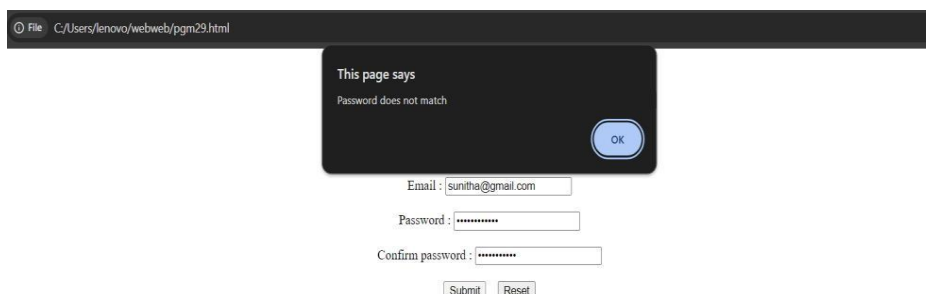 File C:/Users/lenovo/webweb/pgm29.html
This page says
Password does not match
OK
Email : sunitha@gmail.com
Password : ••••••••••••
Confirm password : •••••••••••
Submit Reset